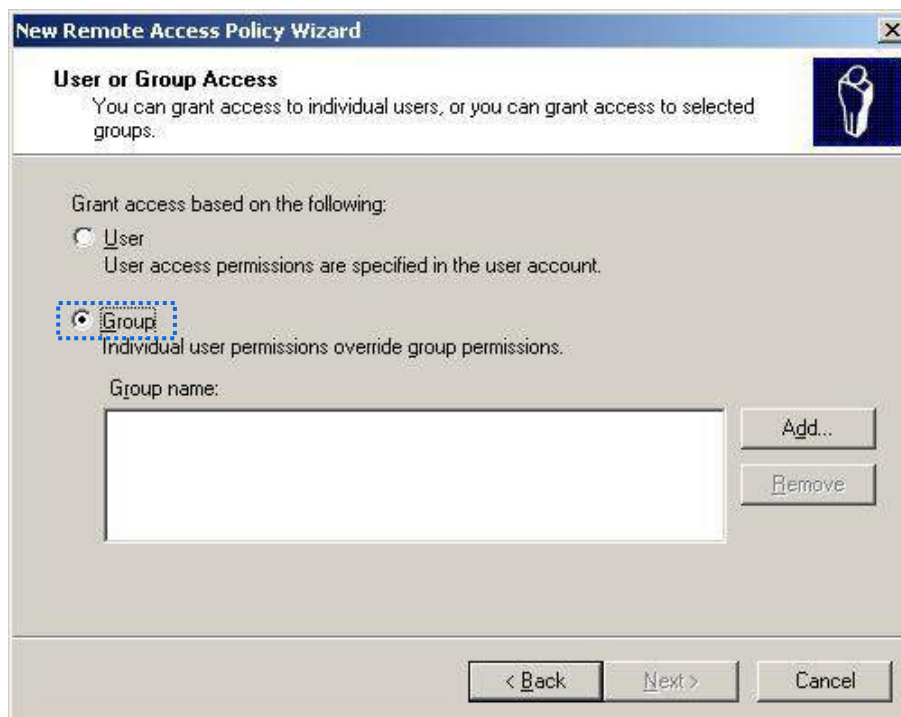 New Remote Access Policy Wizard
User or Group Access
You can grant access to individual users, or you can grant access to selected
groups.
Grant access based on the following:
User
User access permissions are specified in the user account.
Group
Individual user permissions override group permissions.
Group name:
Add...
Remove
< Back
Next >
Cancel